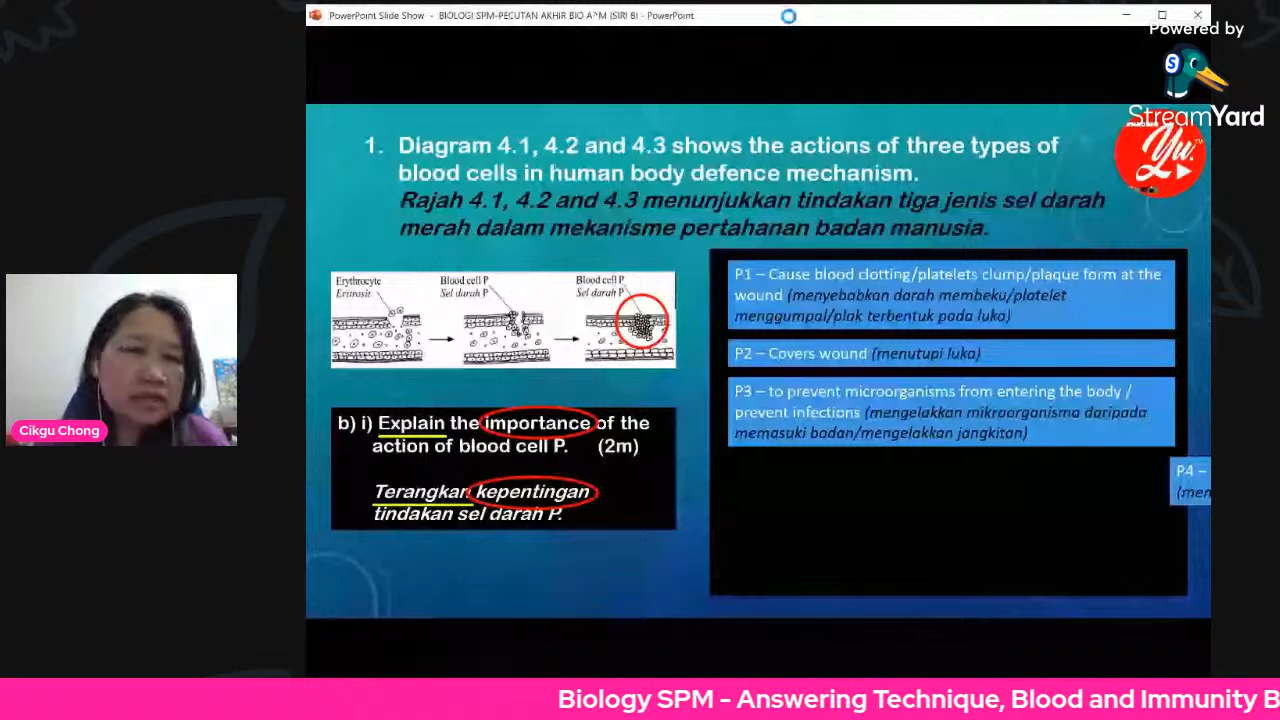 PowerPoint Slide Show - BIOLOGI SPM-PECUTAN AKHIR BIO A^M (SIRI 8) - PowerPoint
Powered by
StreamYard
Yu.
1. Diagram 4.1, 4.2 and 4.3 shows the actions of three types of
blood cells in human body defence mechanism.
Rajah 4.1, 4.2 and 4.3 menunjukkan tindakan tiga jenis sel darah
merah dalam mekanisme pertahanan badan manusia.
Erythrocyte
Eritrosit
Blood cell P
Sel darah P
Blood cell P
Sel darah P
b) i) Explain the importance of the
action of blood cell P. (2m)
Terangkan kepentingan
tindakan sel darah P.
P1 – Cause blood clotting/platelets clump/plaque form at the
wound (menyebabkan darah membeku/platelet
menggumpal/plak terbentuk pada luka)
P2 – Covers wound (menutupi luka)
P3 – to prevent microorganisms from entering the body /
prevent infections (mengelakkan mikroorganisma daripada
memasuki badan/mengelakkan jangkitan)
P4 –
(men
Cikgu Chong
Biology SPM - Answering Technique, Blood and Immunity B